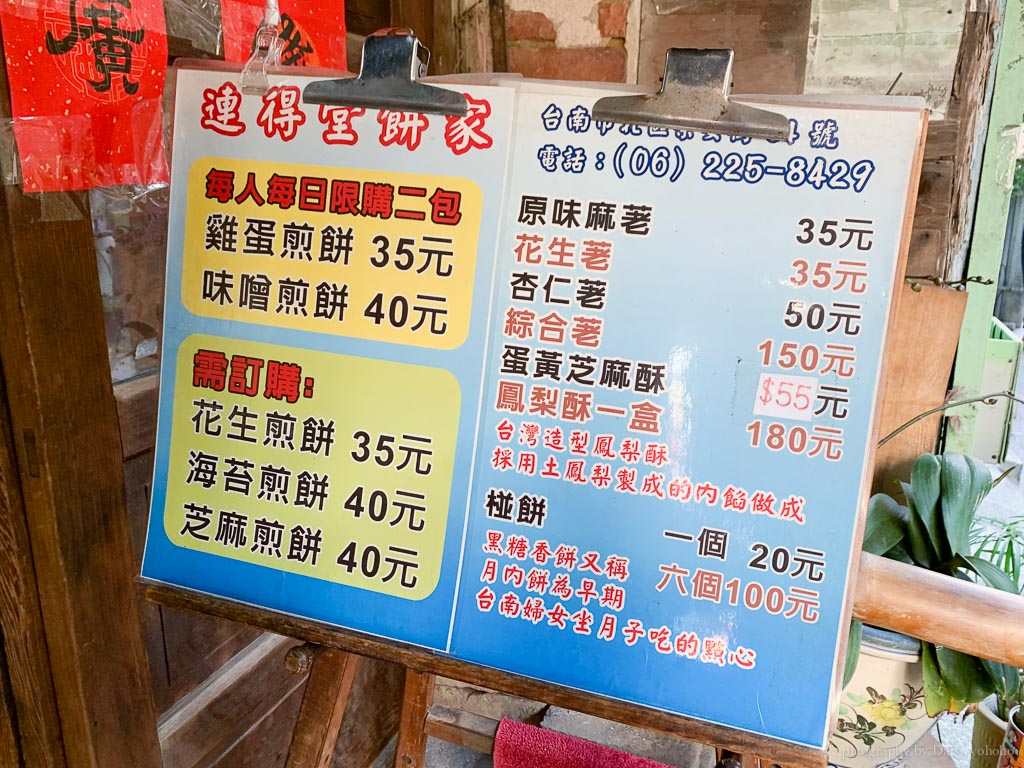 廣
連得堂餅家
每人每日限購二包
雞蛋煎餅 35元
味噌煎餅 40元
需訂購:
花生煎餅 35元
海苔煎餅 40元
芝麻煎餅 40元
台南市北區
號
電話:(06) 225-8429
原味麻荖 35元
花生荖 35元
杏仁荖 50元
綜合荖 150元
蛋黃芝麻酥 $55元
鳳梨酥一盒 180元
台灣造型鳳梨酥
採用土鳳梨製成的內餡做成
椪餅 一個 20元
六個100元
黑糖香餅又稱
月內餅為早期
台南婦女坐月子吃的點心